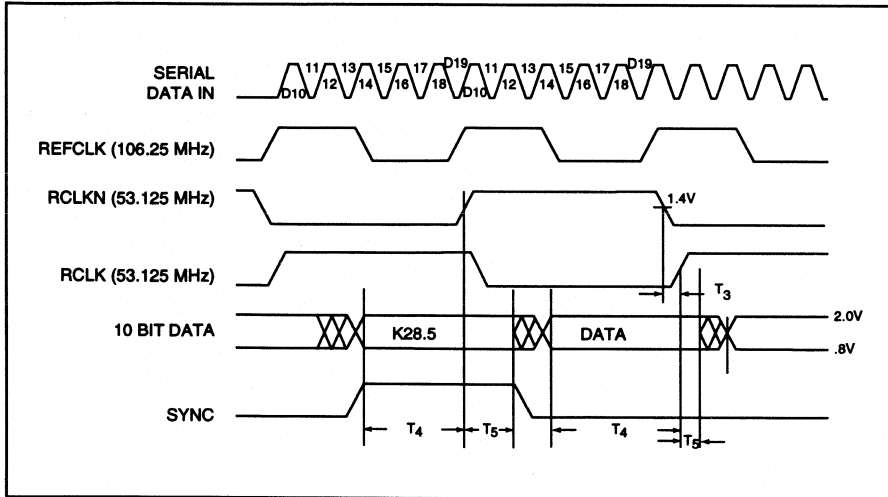 SERIAL DATA IN
D10 11 12 13 14 15 16 17 18 D19 D10 11 12 13 14 15 16 17 18 D19
REFCLK (106.25 MHz)
RCLKN (53.125 MHz)
1.4V
RCLK (53.125 MHz)
T3
10 BIT DATA
K28.5
DATA
2.0V
.8V
SYNC
T4
T5
T4
T5